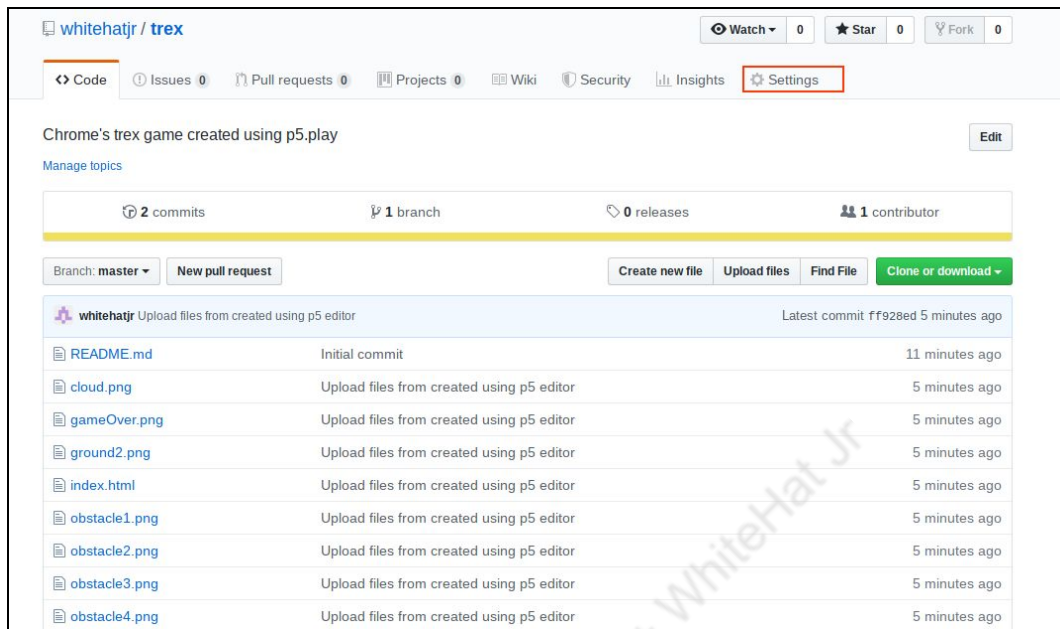 whitehatjr / trex
Watch 0 Star 0 Fork 0
Code Issues 0 Pull requests 0 Projects 0 Wiki Security Insights Settings
Chrome's trex game created using p5.play
Edit
Manage topics
2 commits 1 branch 0 releases 1 contributor
Branch: master New pull request Create new file Upload files Find File Clone or download
whitehatjr Upload files from created using p5 editor Latest commit ff928ed 5 minutes ago
README.md Initial commit 11 minutes ago
cloud.png Upload files from created using p5 editor 5 minutes ago
gameOver.png Upload files from created using p5 editor 5 minutes ago
ground2.png Upload files from created using p5 editor 5 minutes ago
index.html Upload files from created using p5 editor 5 minutes ago
obstacle1.png Upload files from created using p5 editor 5 minutes ago
obstacle2.png Upload files from created using p5 editor 5 minutes ago
obstacle3.png Upload files from created using p5 editor 5 minutes ago
obstacle4.png Upload files from created using p5 editor 5 minutes ago
WhiteHat Jr